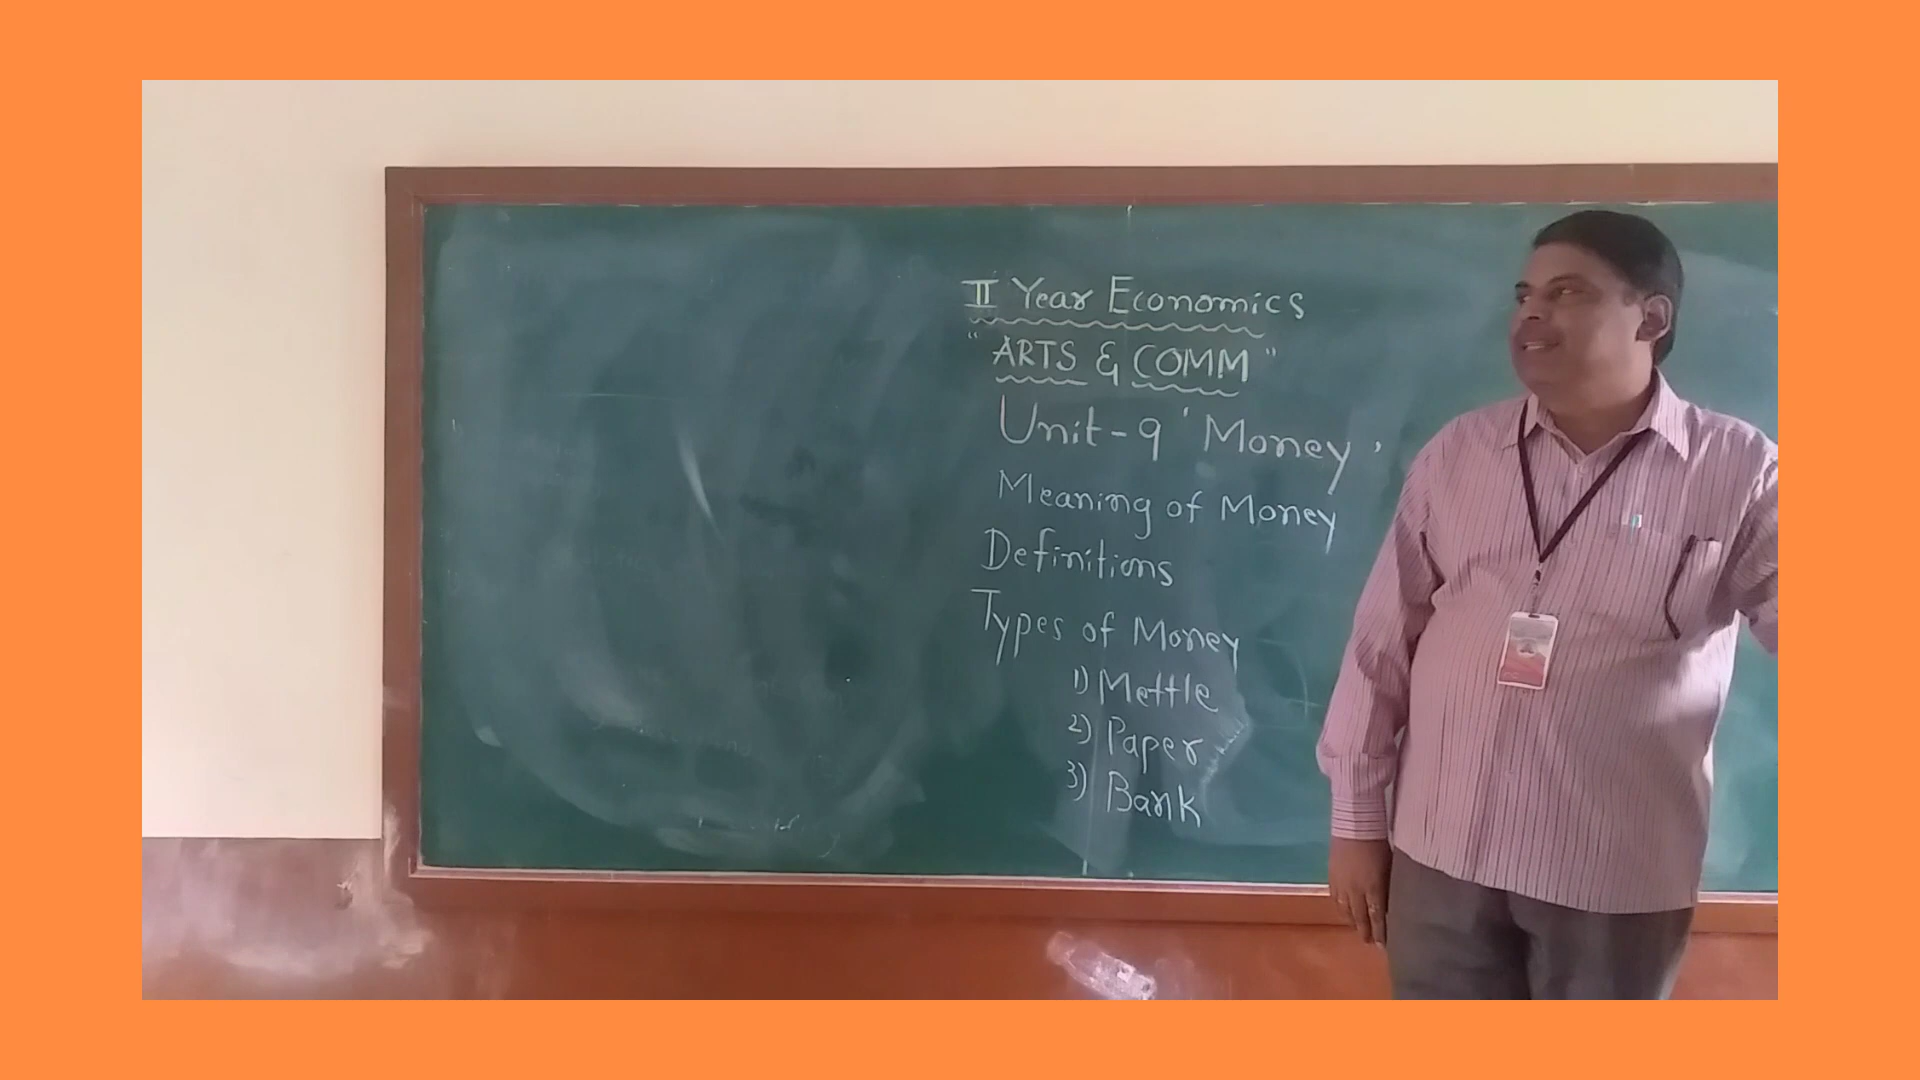 II Year Economics
"ARTS & COMM"
Unit-9 'Money'
Meaning of Money
Definitions
Types of Money
1) Mettle
2) Paper
3) Bank